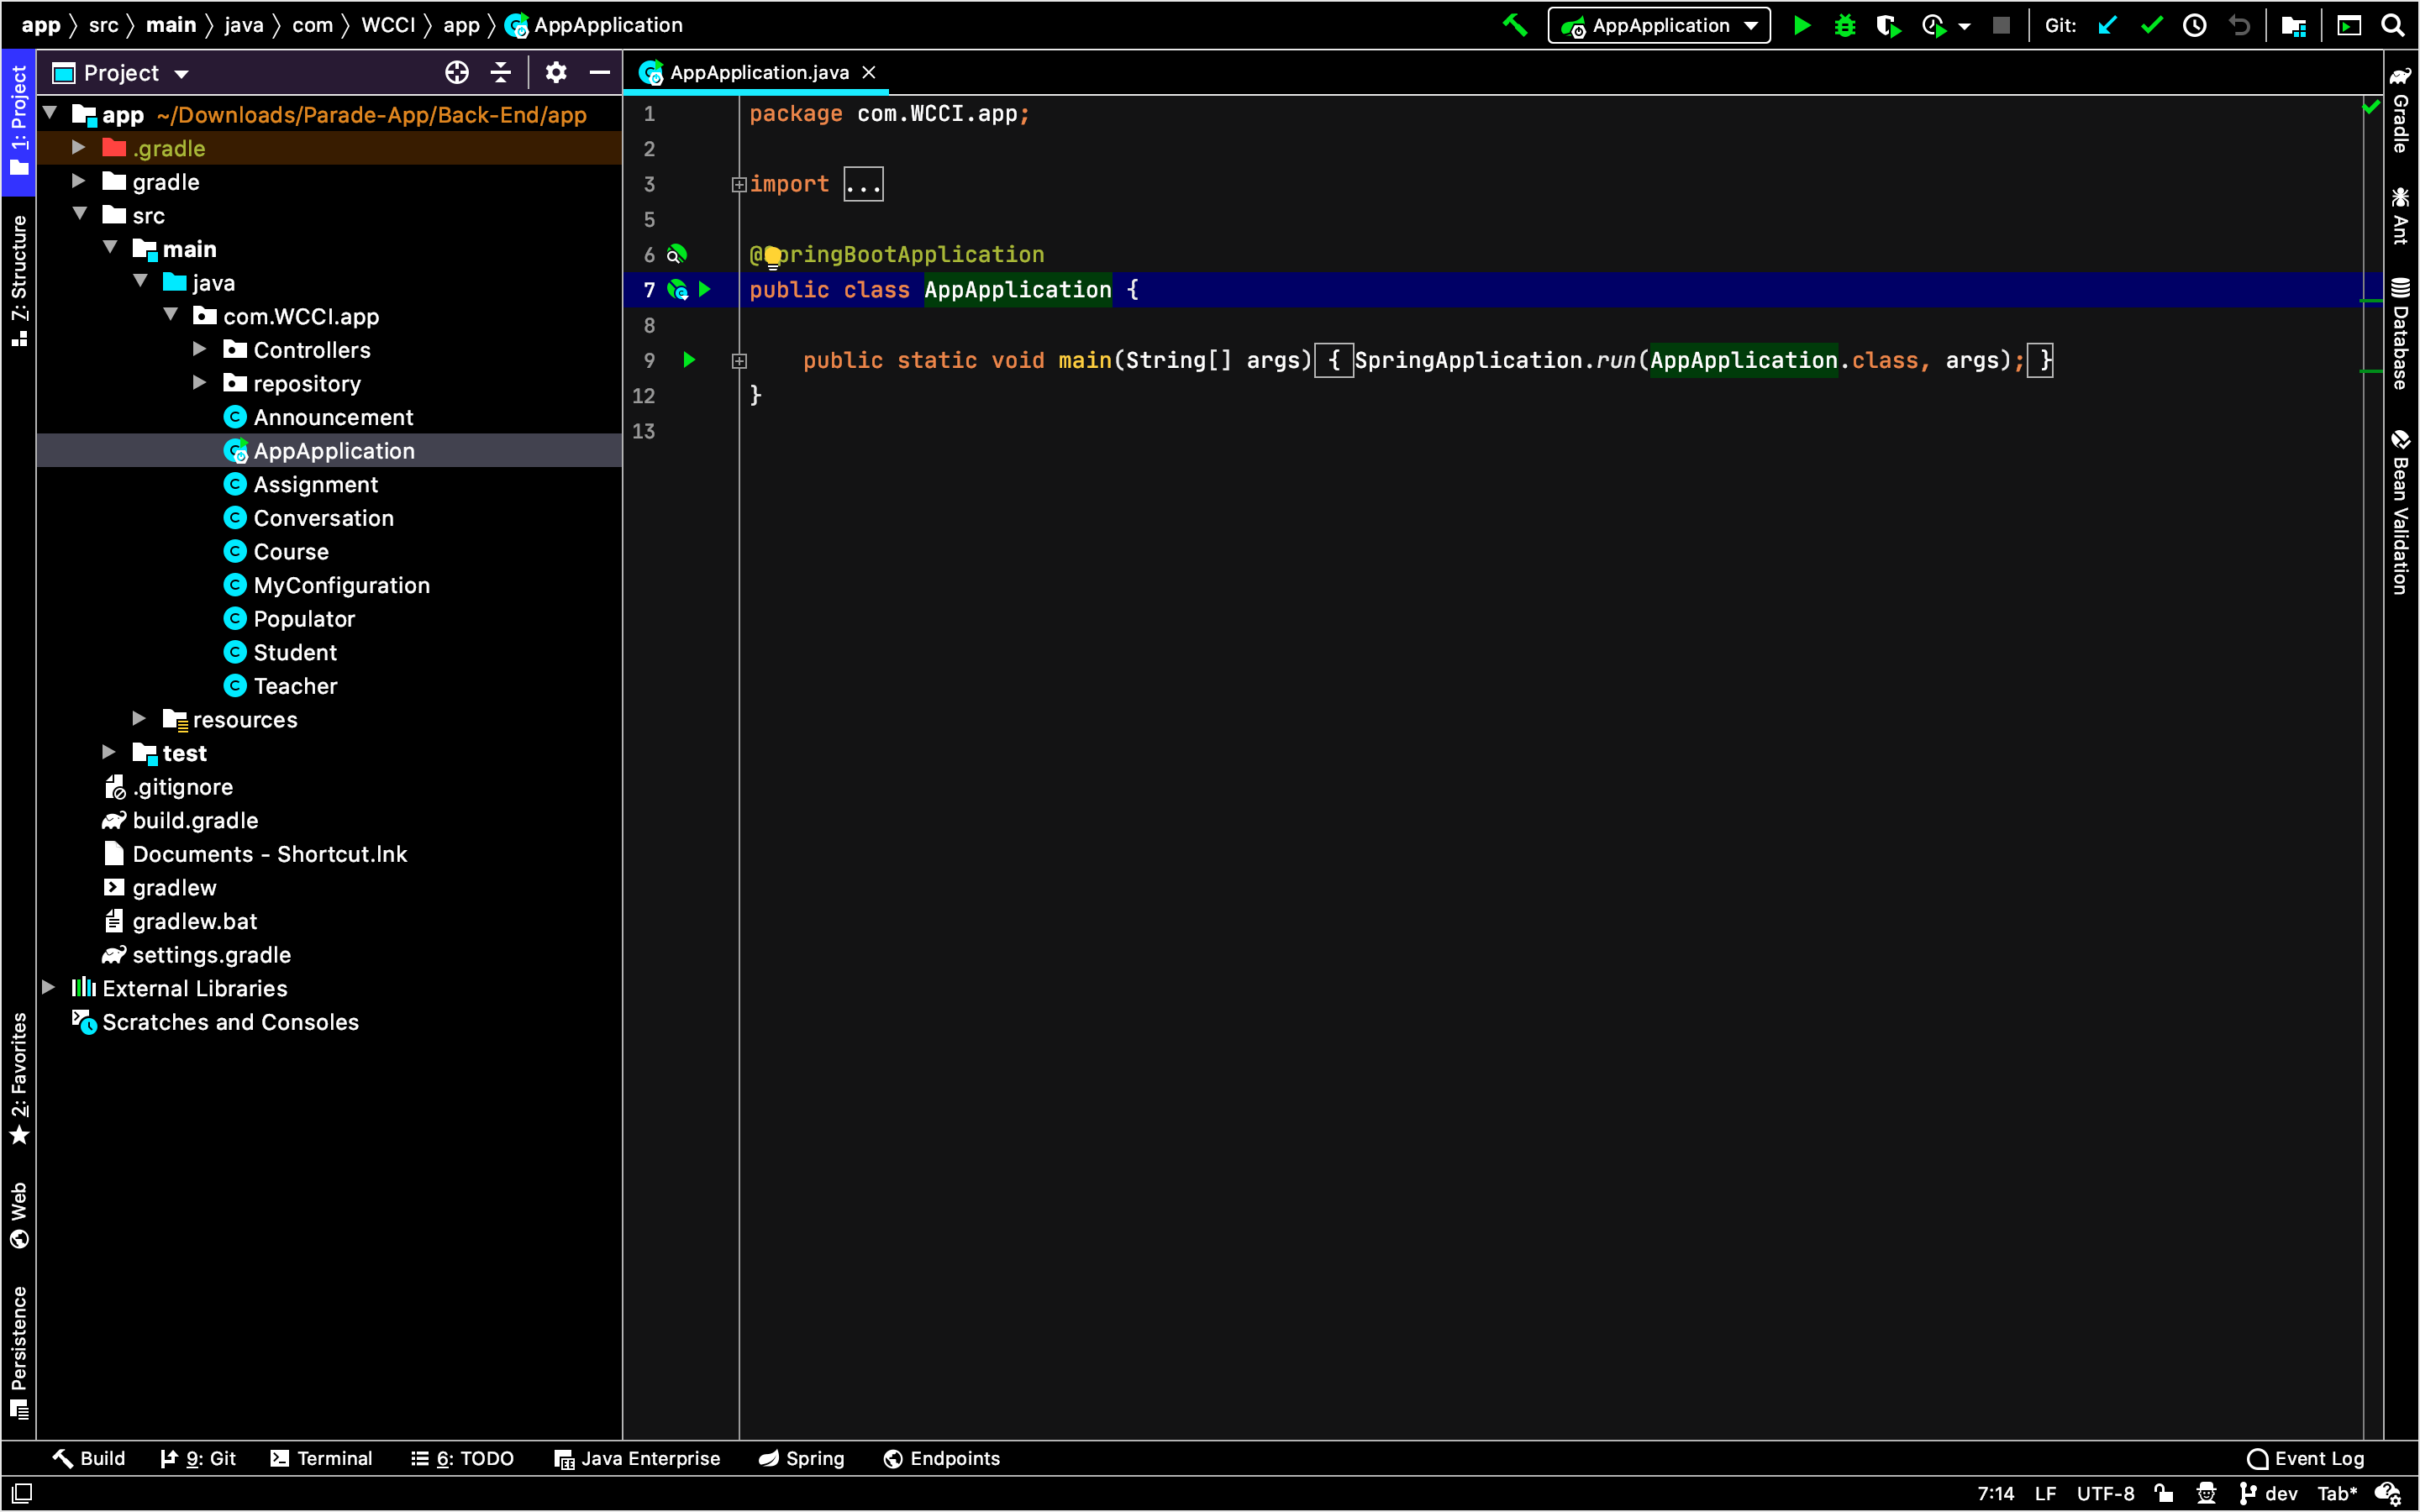 app 〉 src 〉 main 〉 java 〉 com 〉 WCCI 〉 app 〉 AppApplication
AppApplication
Git:
1: Project
7: Structure
2: Favorites
Web
Persistence
Project
app ~/Downloads/Parade-App/Back-End/app
.gradle
gradle
src
main
java
com.WCCI.app
Controllers
repository
Announcement
AppApplication
Assignment
Conversation
Course
MyConfiguration
Populator
Student
Teacher
resources
test
.gitignore
build.gradle
Documents - Shortcut.lnk
gradlew
gradlew.bat
settings.gradle
External Libraries
Scratches and Consoles
AppApplication.java
1 package com.WCCI.app;
2
3 import ...
5
6 @SpringBootApplication
7 public class AppApplication {
8
9 public static void main(String[] args) { SpringApplication.run(AppApplication.class, args); }
12 }
13
Gradle
Ant
Database
Bean Validation
Build 9: Git Terminal 6: TODO Java Enterprise Spring Endpoints Event Log
7:14 LF UTF-8 dev Tab*